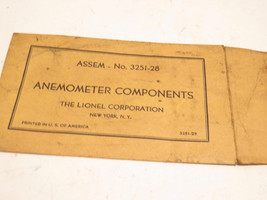 ASSEM - No. 3251-28
ANEMOMETER COMPONENTS
THE LIONEL CORPORATION
NEW YORK, N. Y.
PRINTED IN U. S. OF AMERICA